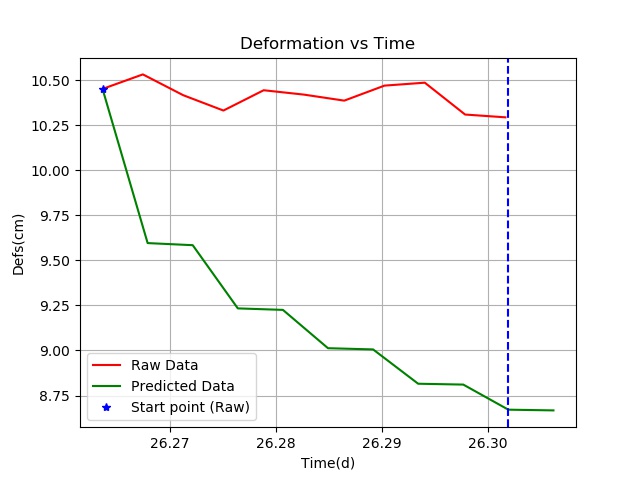 Deformation vs Time
10.50
10.25
10.00
9.75
9.50
9.25
9.00
8.75
Defs(cm)
Raw Data
Predicted Data
Start point (Raw)
26.27 26.28 26.29 26.30
Time(d)